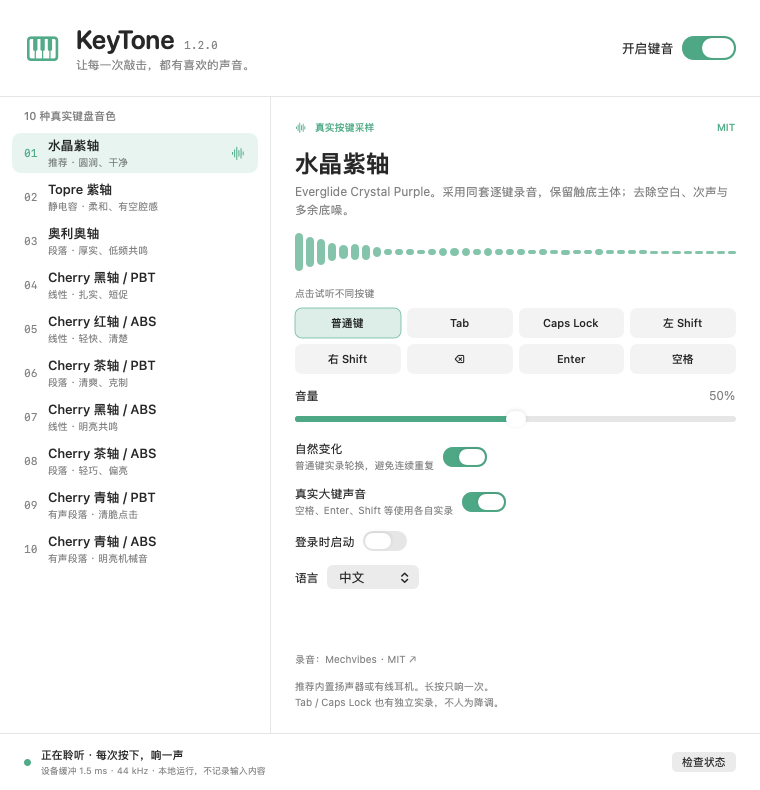 KeyTone 1.2.0
让每一次敲击，都有喜欢的声音。
开启键音
10 种真实键盘音色
01 水晶紫轴
推荐 · 圆润、干净
02 Topre 紫轴
静电容 · 柔和、有空腔感
03 奥利奥轴
段落 · 厚实、低频共鸣
04 Cherry 黑轴 / PBT
线性 · 扎实、短促
05 Cherry 红轴 / ABS
线性 · 轻快、清楚
06 Cherry 茶轴 / PBT
段落 · 清爽、克制
07 Cherry 黑轴 / ABS
线性 · 明亮共鸣
08 Cherry 茶轴 / ABS
段落 · 轻巧、偏亮
09 Cherry 青轴 / PBT
有声段落 · 清脆点击
10 Cherry 青轴 / ABS
有声段落 · 明亮机械音
真实按键采样
MIT
水晶紫轴
Everglide Crystal Purple。采用同套逐键录音，保留触底主体；去除空白、次声与
多余底噪。
点击试听不同按键
普通键 Tab Caps Lock 左 Shift
右 Shift ⌫ Enter 空格
音量 50%
自然变化
普通键实录轮换，避免连续重复
真实大键声音
空格、Enter、Shift 等使用各自实录
登录时启动
语言 中文
录音：Mechvibes · MIT ↗
推荐内置扬声器或有线耳机。长按只响一次。
Tab / Caps Lock 也有独立实录，不人为降调。
正在聆听 · 每次按下，响一声
设备缓冲 1.5 ms · 44 kHz · 本地运行，不记录输入内容
检查状态